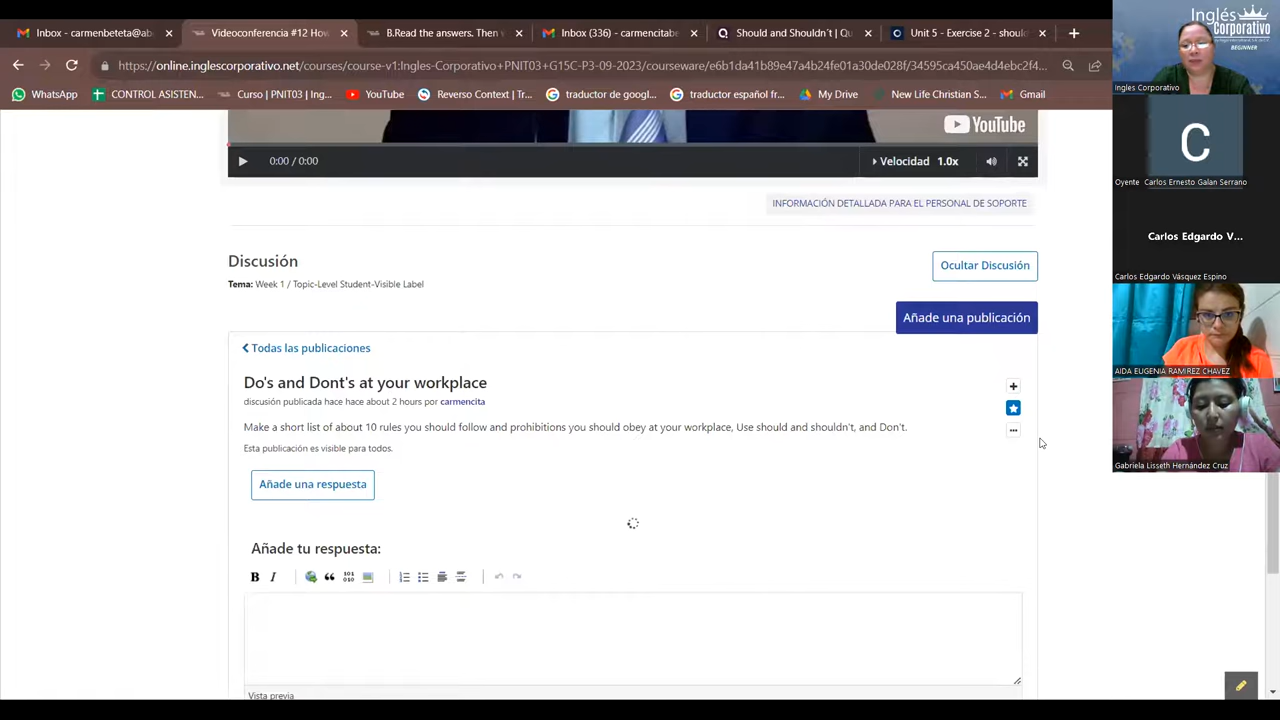 Inbox - carmenbeteta@ab
Videoconferencia #12 Hov
B.Read the answers. Then v
Inbox (336) - carmencitabe
Should and Shouldn´t | Qu
Unit 5 - Exercise 2 - shoul
https://online.inglescorporativo.net/courses/course-v1:Ingles-Corporativo+PNIT03+G15C-P3-09-2023/courseware/e6b1da41b89e47a4b24fe01a30de028f/34595ca450ae4d4ebc2f4...
WhatsApp
CONTROL ASISTEN...
Curso | PNIT03 | Ing...
YouTube
Reverso Context | Tr...
traductor de googl...
traductor español fr...
My Drive
New Life Christian S...
Gmail
YouTube
0:00 / 0:00
Velocidad 1.0x
INFORMACIÓN DETALLADA PARA EL PERSONAL DE SOPORTE
Discusión
Ocultar Discusión
Tema: Week 1 / Topic-Level Student-Visible Label
Añade una publicación
Todas las publicaciones
Do's and Dont's at your workplace
discusión publicada hace hace about 2 hours por carmencita
Make a short list of about 10 rules you should follow and prohibitions you should obey at your workplace, Use should and shouldn't, and Don't.
Esta publicación es visible para todos.
Añade una respuesta
Añade tu respuesta:
B I
Vista previa
Inglés
Corporativo
BEGINNER
Ingles Corporativo
C
Oyente Carlos Ernesto Galan Serrano
Carlos Edgardo V...
Carlos Edgardo Vásquez Espino
AIDA EUGENIA RAMIREZ CHAVEZ
Gabriela Lisseth Hernández Cruz